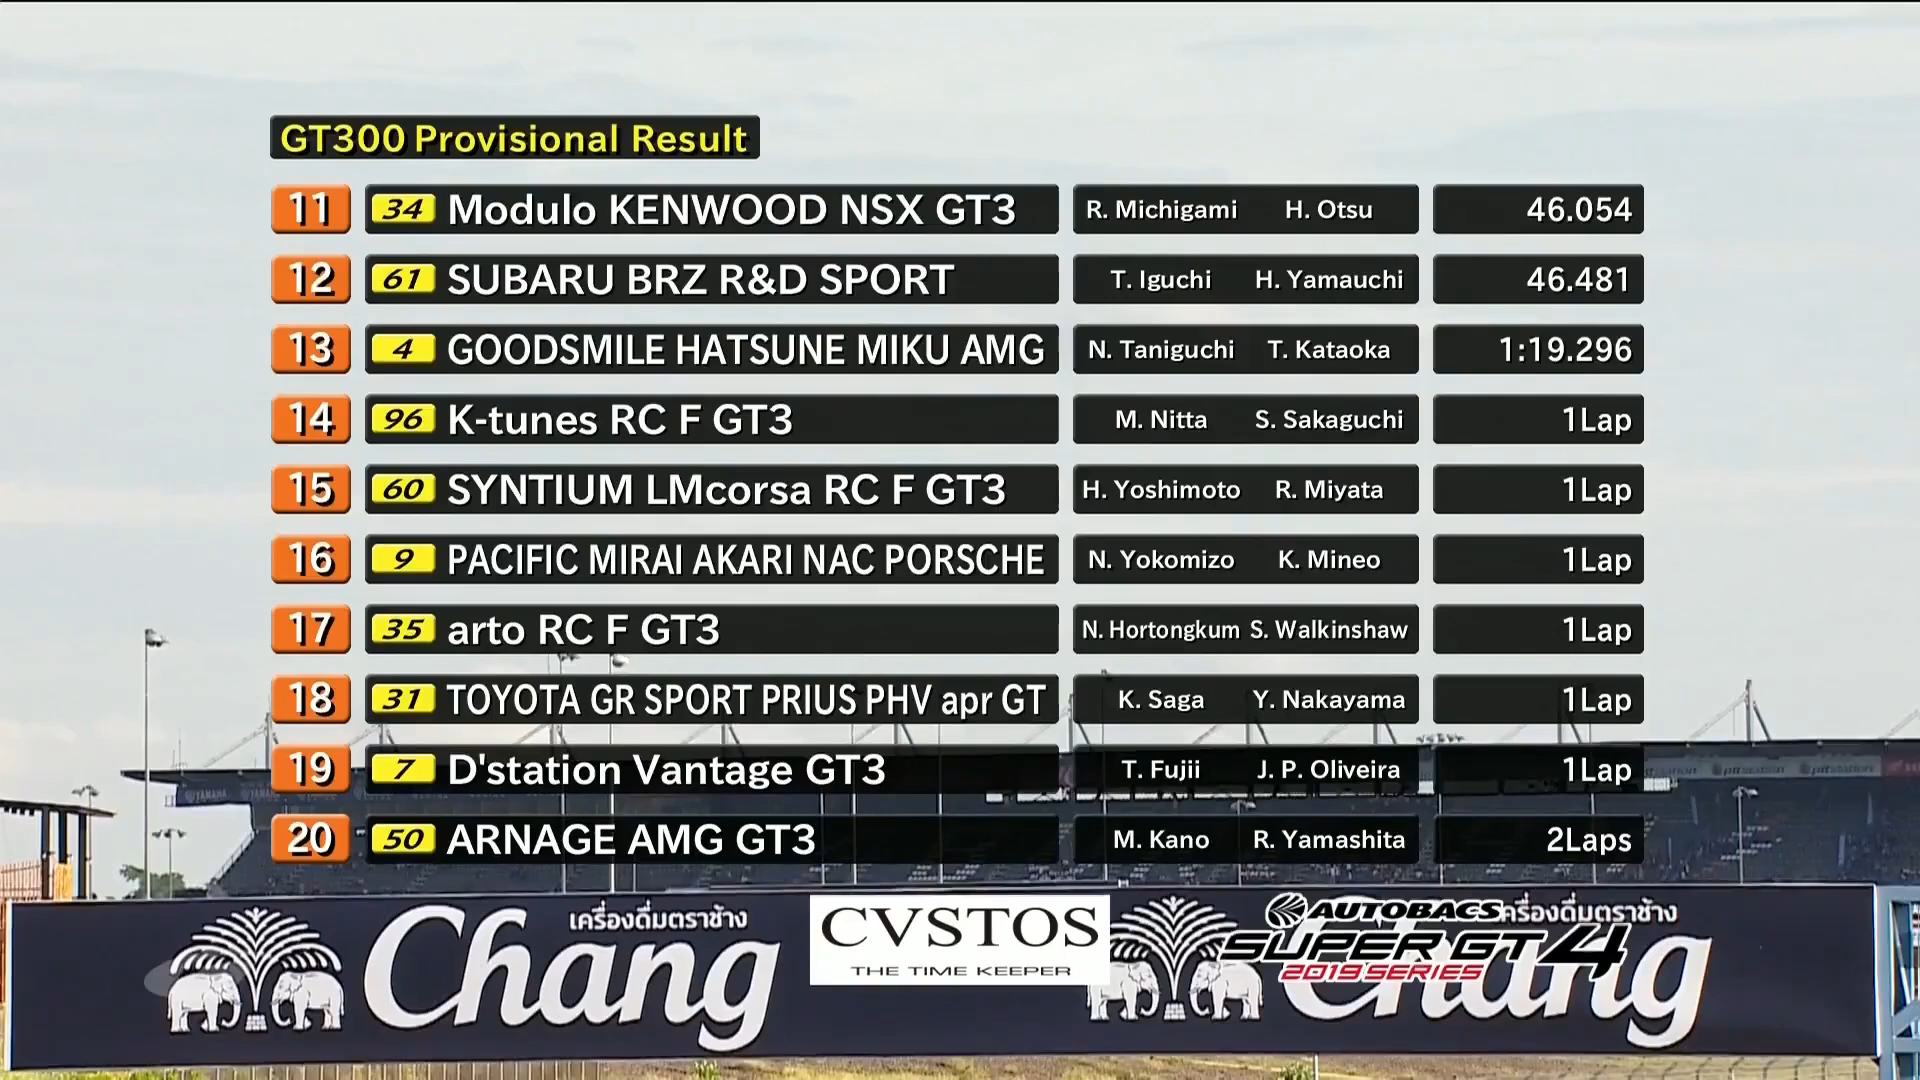 GT300 Provisional Result
11 34 Modulo KENWOOD NSX GT3 R. Michigami H. Otsu 46.054
12 61 SUBARU BRZ R&D SPORT T. Iguchi H. Yamauchi 46.481
13 4 GOODSMILE HATSUNE MIKU AMG N. Taniguchi T. Kataoka 1:19.296
14 96 K-tunes RC F GT3 M. Nitta S. Sakaguchi 1Lap
15 60 SYNTIUM LMcorsa RC F GT3 H. Yoshimoto R. Miyata 1Lap
16 9 PACIFIC MIRAI AKARI NAC PORSCHE N. Yokomizo K. Mineo 1Lap
17 35 arto RC F GT3 N. Hortongkum S. Walkinshaw 1Lap
18 31 TOYOTA GR SPORT PRIUS PHV apr GT K. Saga Y. Nakayama 1Lap
19 7 D'station Vantage GT3 T. Fujii J. P. Oliveira 1Lap
20 50 ARNAGE AMG GT3 M. Kano R. Yamashita 2Laps
YAMAHA
เครื่องดื่มตราช้าง
Chang
CVSTOS
THE TIME KEEPER
AUTOBACS
SUPER GT 4
2019 SERIES
เครื่องดื่มตราช้าง
Chang